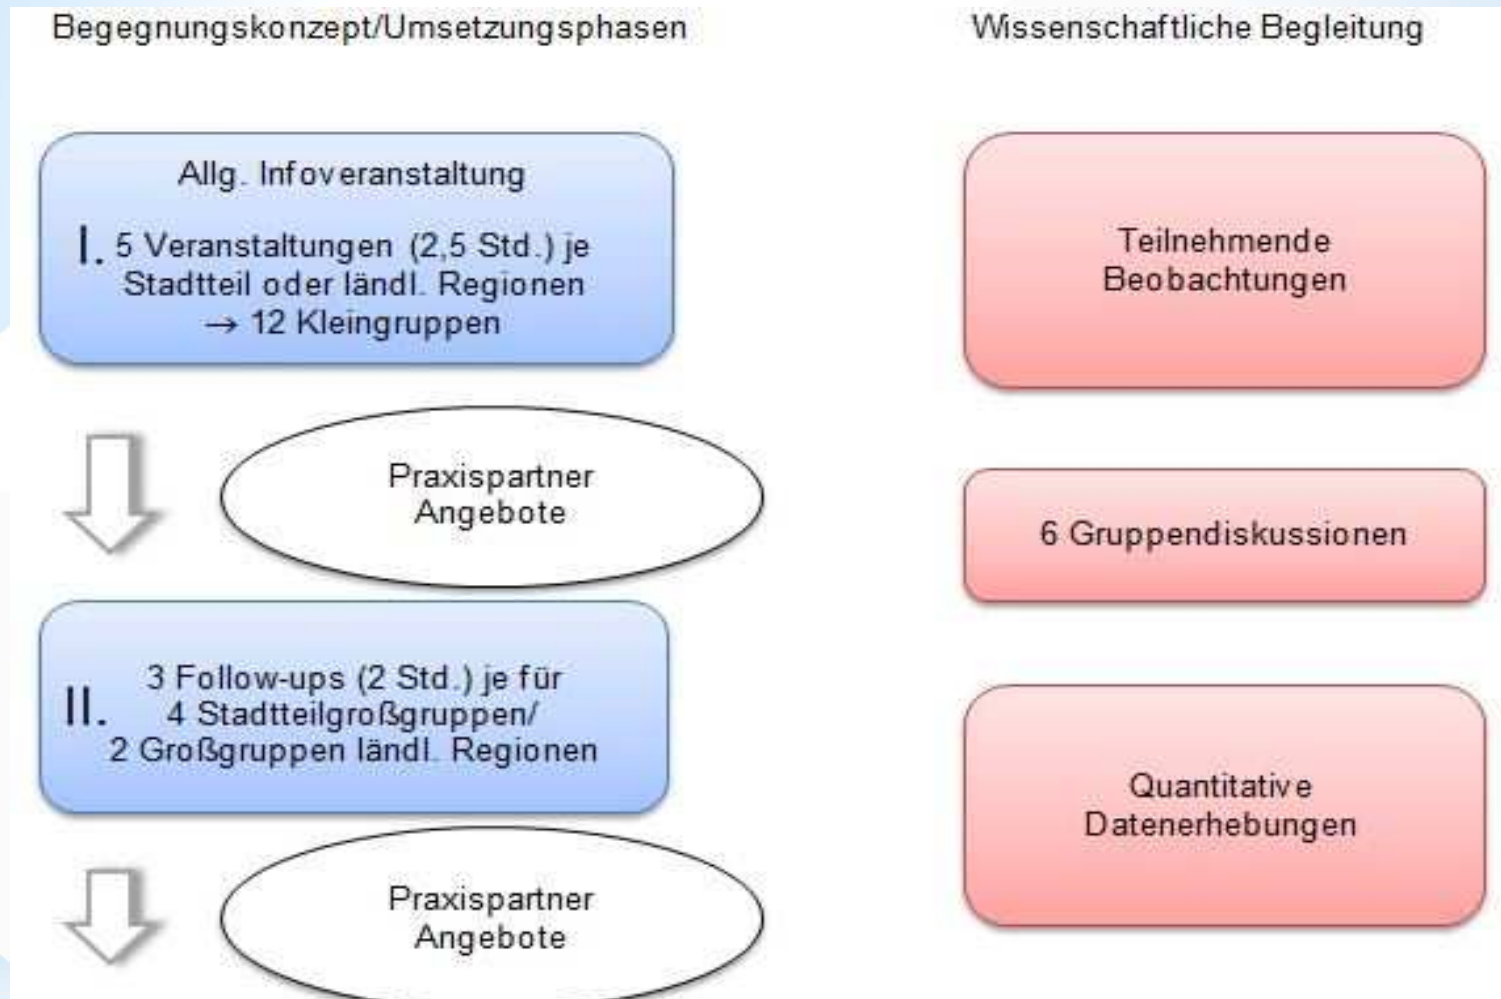 Begegnungskonzept/Umsetzungsphasen
Wissenschaftliche Begleitung
Allg. Infoveranstaltung
I. 5 Veranstaltungen (2,5 Std.) je
Stadtteil oder ländl. Regionen
→ 12 Kleingruppen
Praxispartner
Angebote
II. 3 Follow-ups (2 Std.) je für
4 Stadtteilgroßgruppen/
2 Großgruppen ländl. Regionen
Praxispartner
Angebote
Teilnehmende
Beobachtungen
6 Gruppendiskussionen
Quantitative
Datenerhebungen